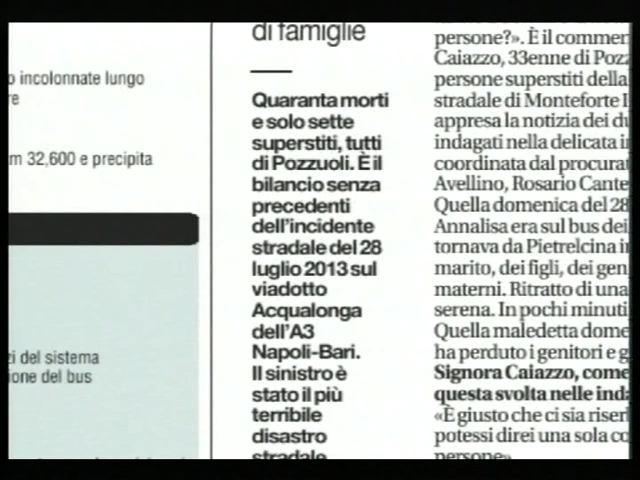 o incolonnate lungo
re
m 32,600 e precipita
zi del sistema
ione del bus
di famiglie
Quaranta morti
e solo sette
superstiti, tutti
di Pozzuoli. È il
bilancio senza
precedenti
dell'incidente
stradale del 28
luglio 2013 sul
viadotto
Acqualonga
dell'A3
Napoli-Bari.
Il sinistro è
stato il più
terribile
disastro
stradale
persone?». È il commen
Caiazzo, 33enne di Poz
persone superstiti della
stradale di Monteforte I
appresa la notizia dei du
indagati nella delicata in
coordinata dal procurat
Avellino, Rosario Cante
Quella domenica del 28
Annalisa era sul bus dei
tornava da Pietrelcina in
marito, dei figli, dei gen
materni. Ritratto di una
serena. In pochi minuti
Quella maledetta dome
ha perduto i genitori e g
Signora Caiazzo, come
questa svolta nelle inda
«È giusto che ci sia riser
potessi direi una sola co
persone»